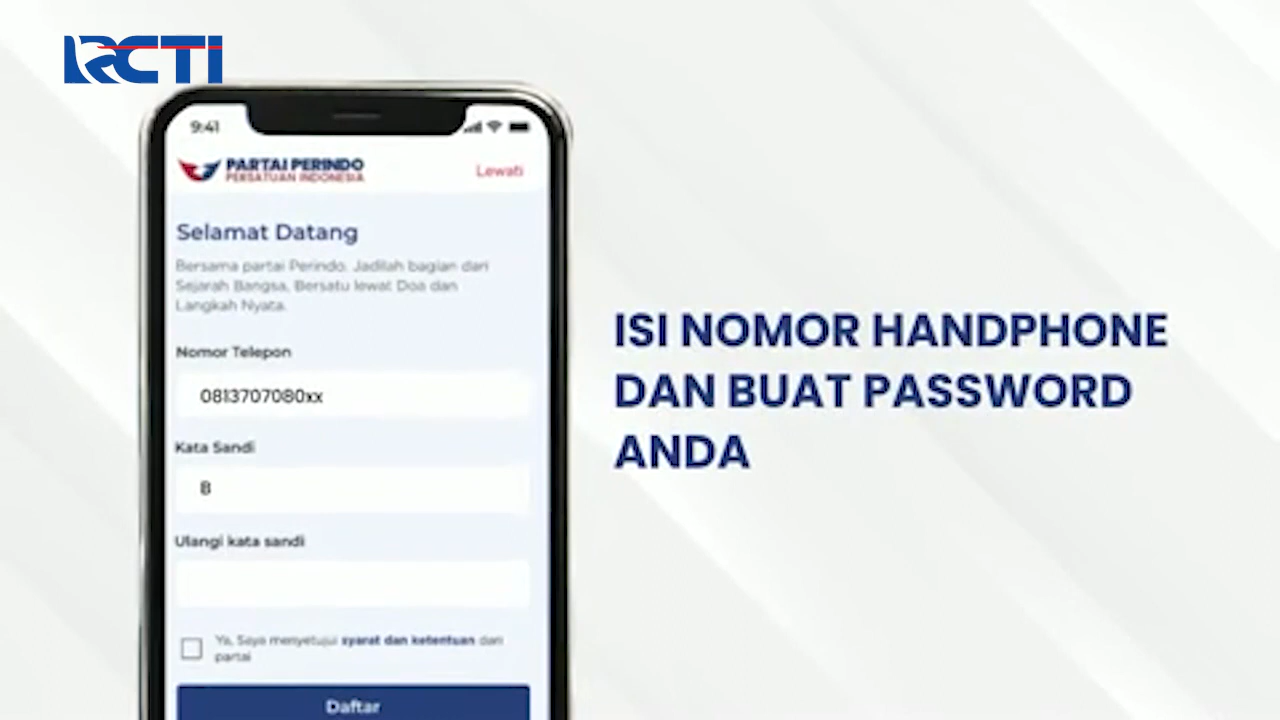 RCTI
9:41
PARTAI PERINDO
PERSATUAN INDONESIA
Lewati
Selamat Datang
Bersama partai Perindo. Jadilah bagian dari
Sejarah Bangsa, Bersatu lewat Doa dan
Langkah Nyata.
Nomor Telepon
0813707080xx
Kata Sandi
B
Ulangi kata sandi
Ya, Saya menyetujui syarat dan ketentuan dari
partai
Daftar
ISI NOMOR HANDPHONE
DAN BUAT PASSWORD
ANDA